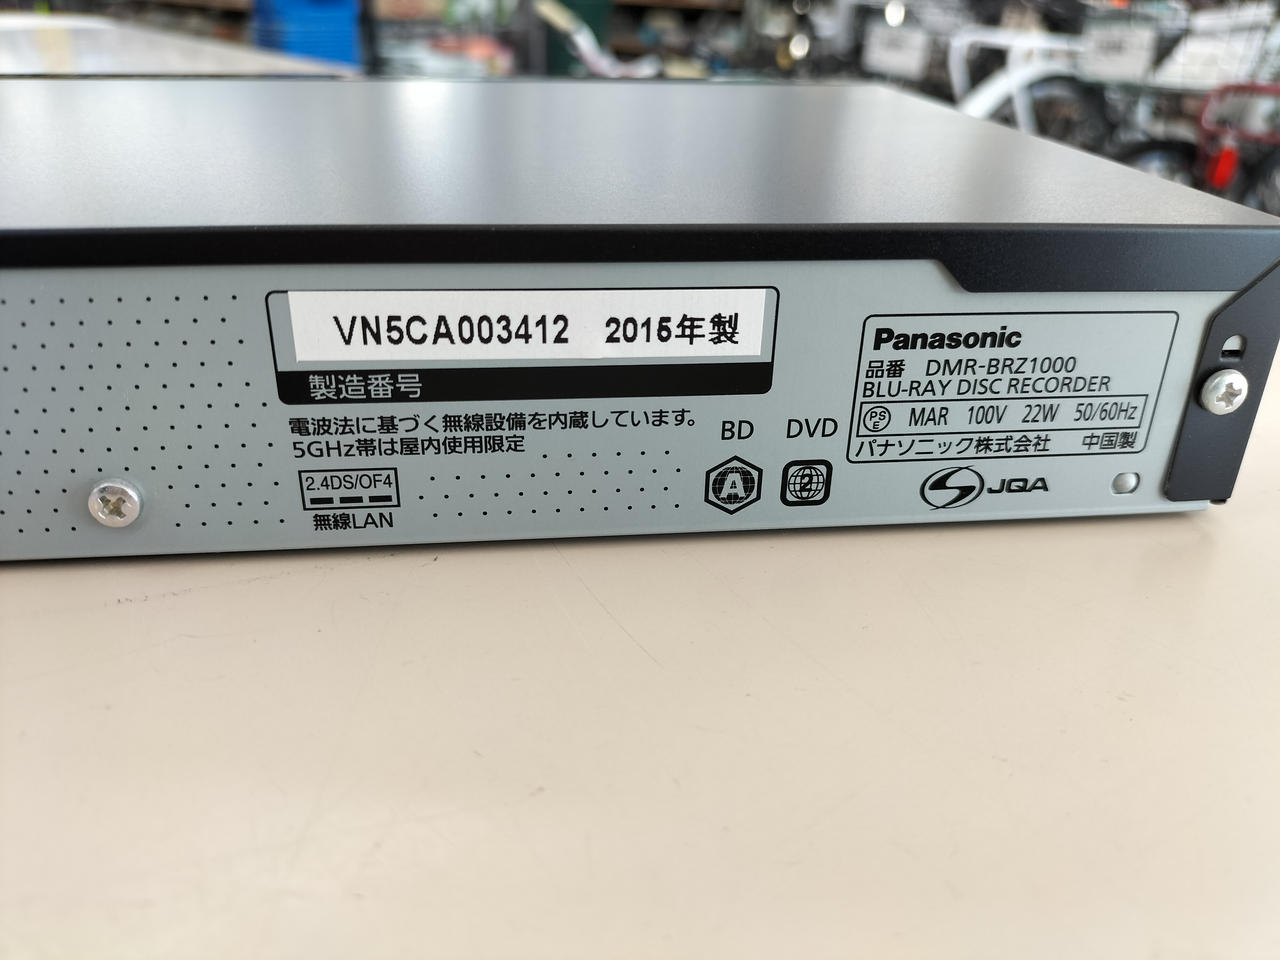 VN5CA003412 2015年製
製造番号
電波法に基づく無線設備を内蔵しています。
5GHz帯は屋内使用限定
2.4DS/OF4
無線LAN
BD DVD
A 2
Panasonic
品番 DMR-BRZ1000
BLU-RAY DISC RECORDER
PSE MAR 100V 22W 50/60Hz
パナソニック株式会社 中国製
JQA